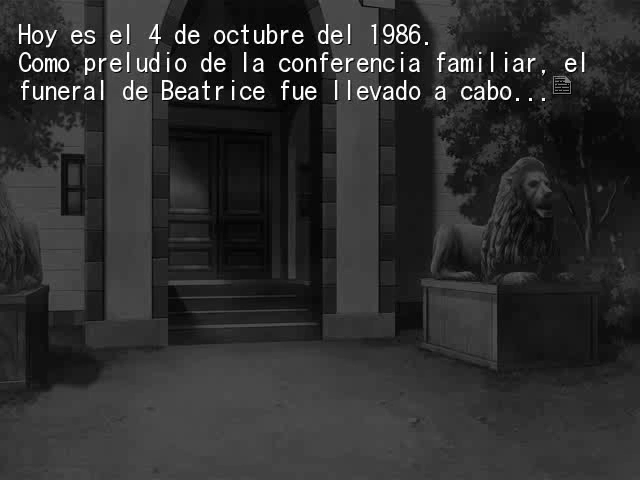 Hoy es el 4 de octubre del 1986.
Como preludio de la conferencia familiar, el
funeral de Beatrice fue llevado a cabo...